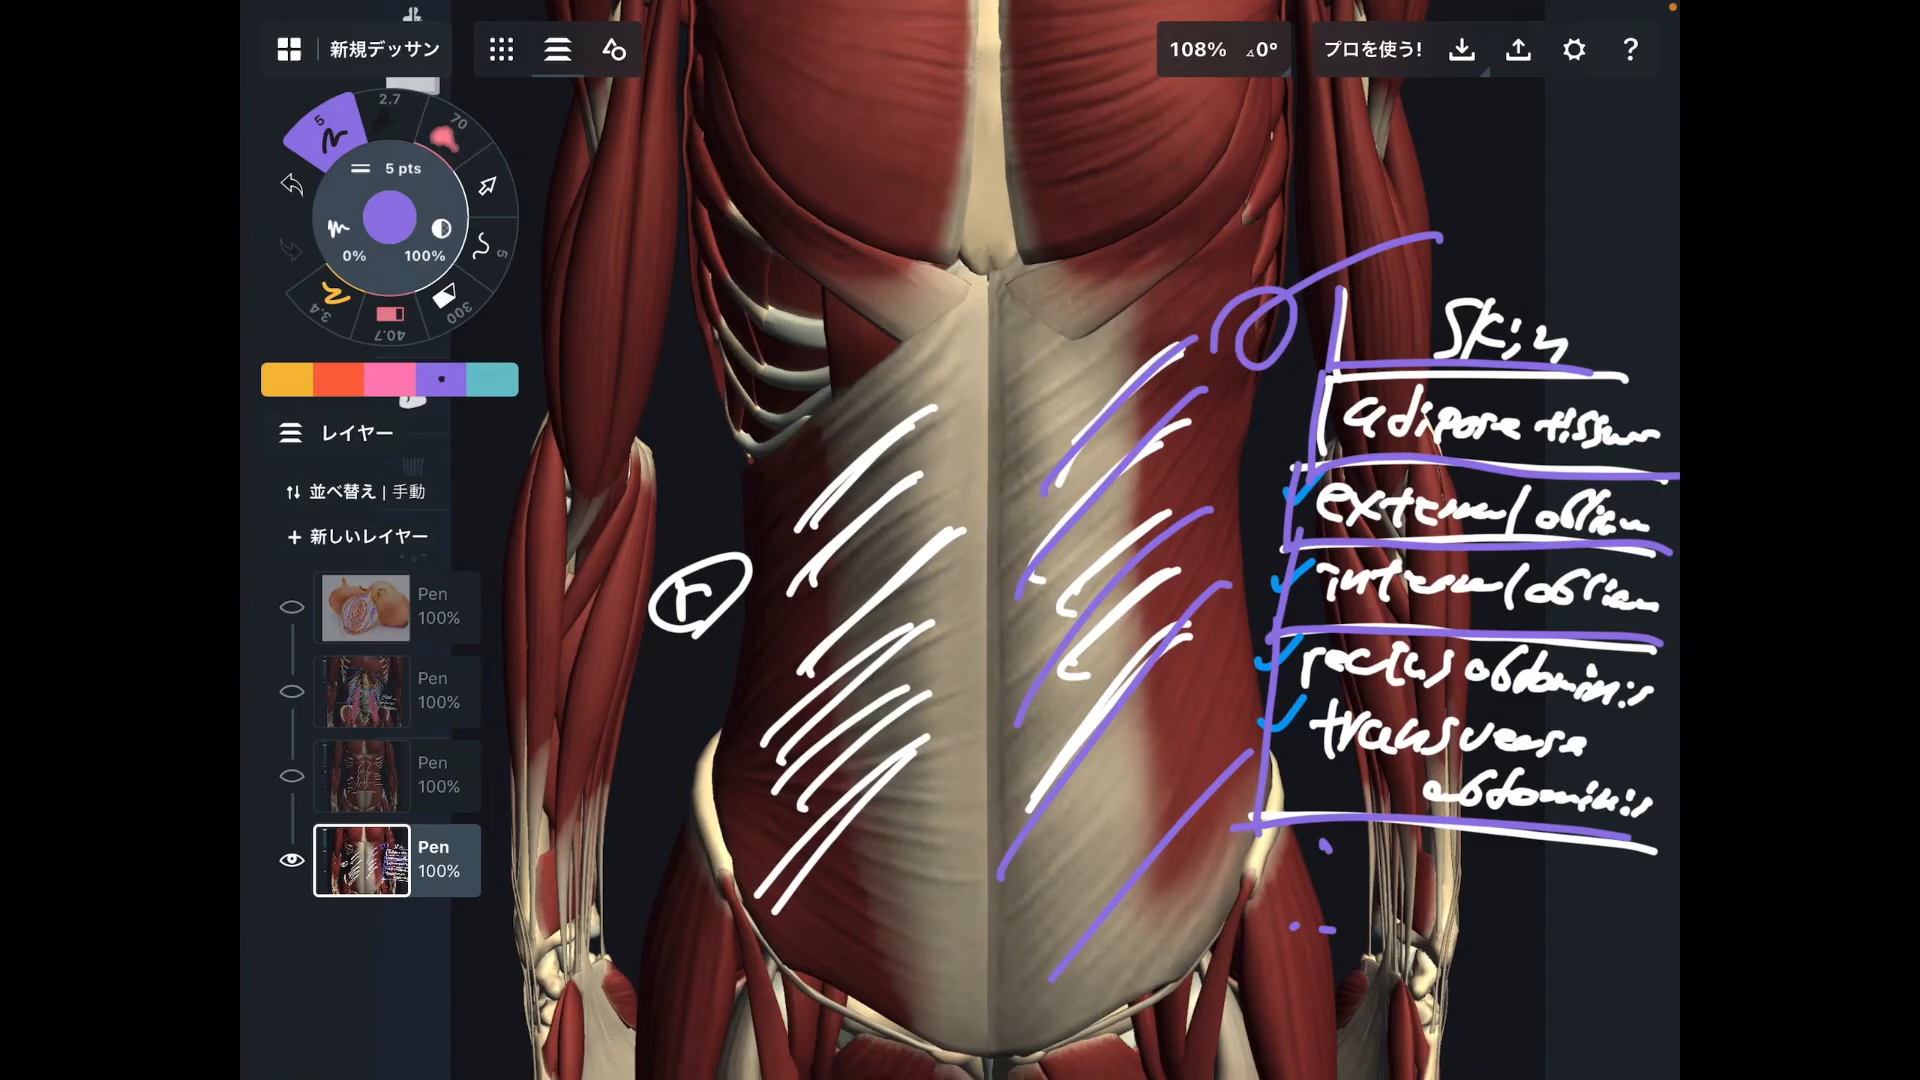 新規デッサン
108% ⊿0° プロを使う! ?
2.7
5
70
5 pts
0% 100%
5
3.4
40.7
300
レイヤー
並べ替え | 手動
+ 新しいレイヤー
Pen
100%
Pen
100%
Pen
100%
Pen
100%
r
Skin
adipose tissue
external oblique
internal oblique
rectus abdominis
transverse
abdominis